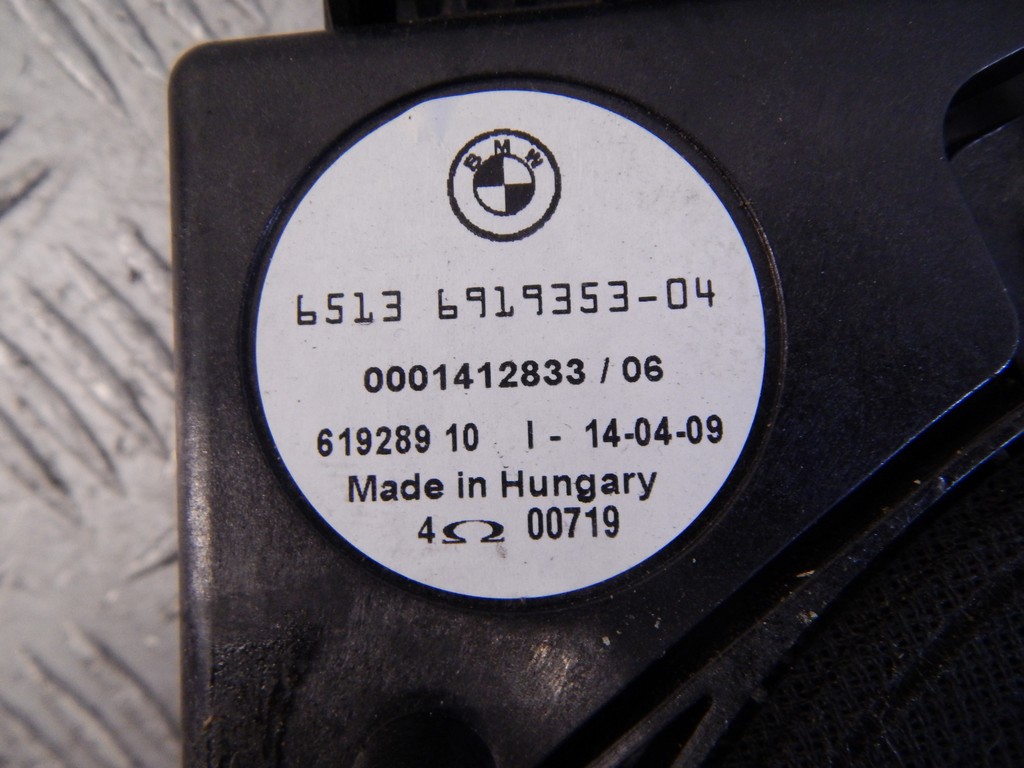 BMW
6513 6919353-04
0001412833 / 06
619289 10 I - 14-04-09
Made in Hungary
4Ω 00719